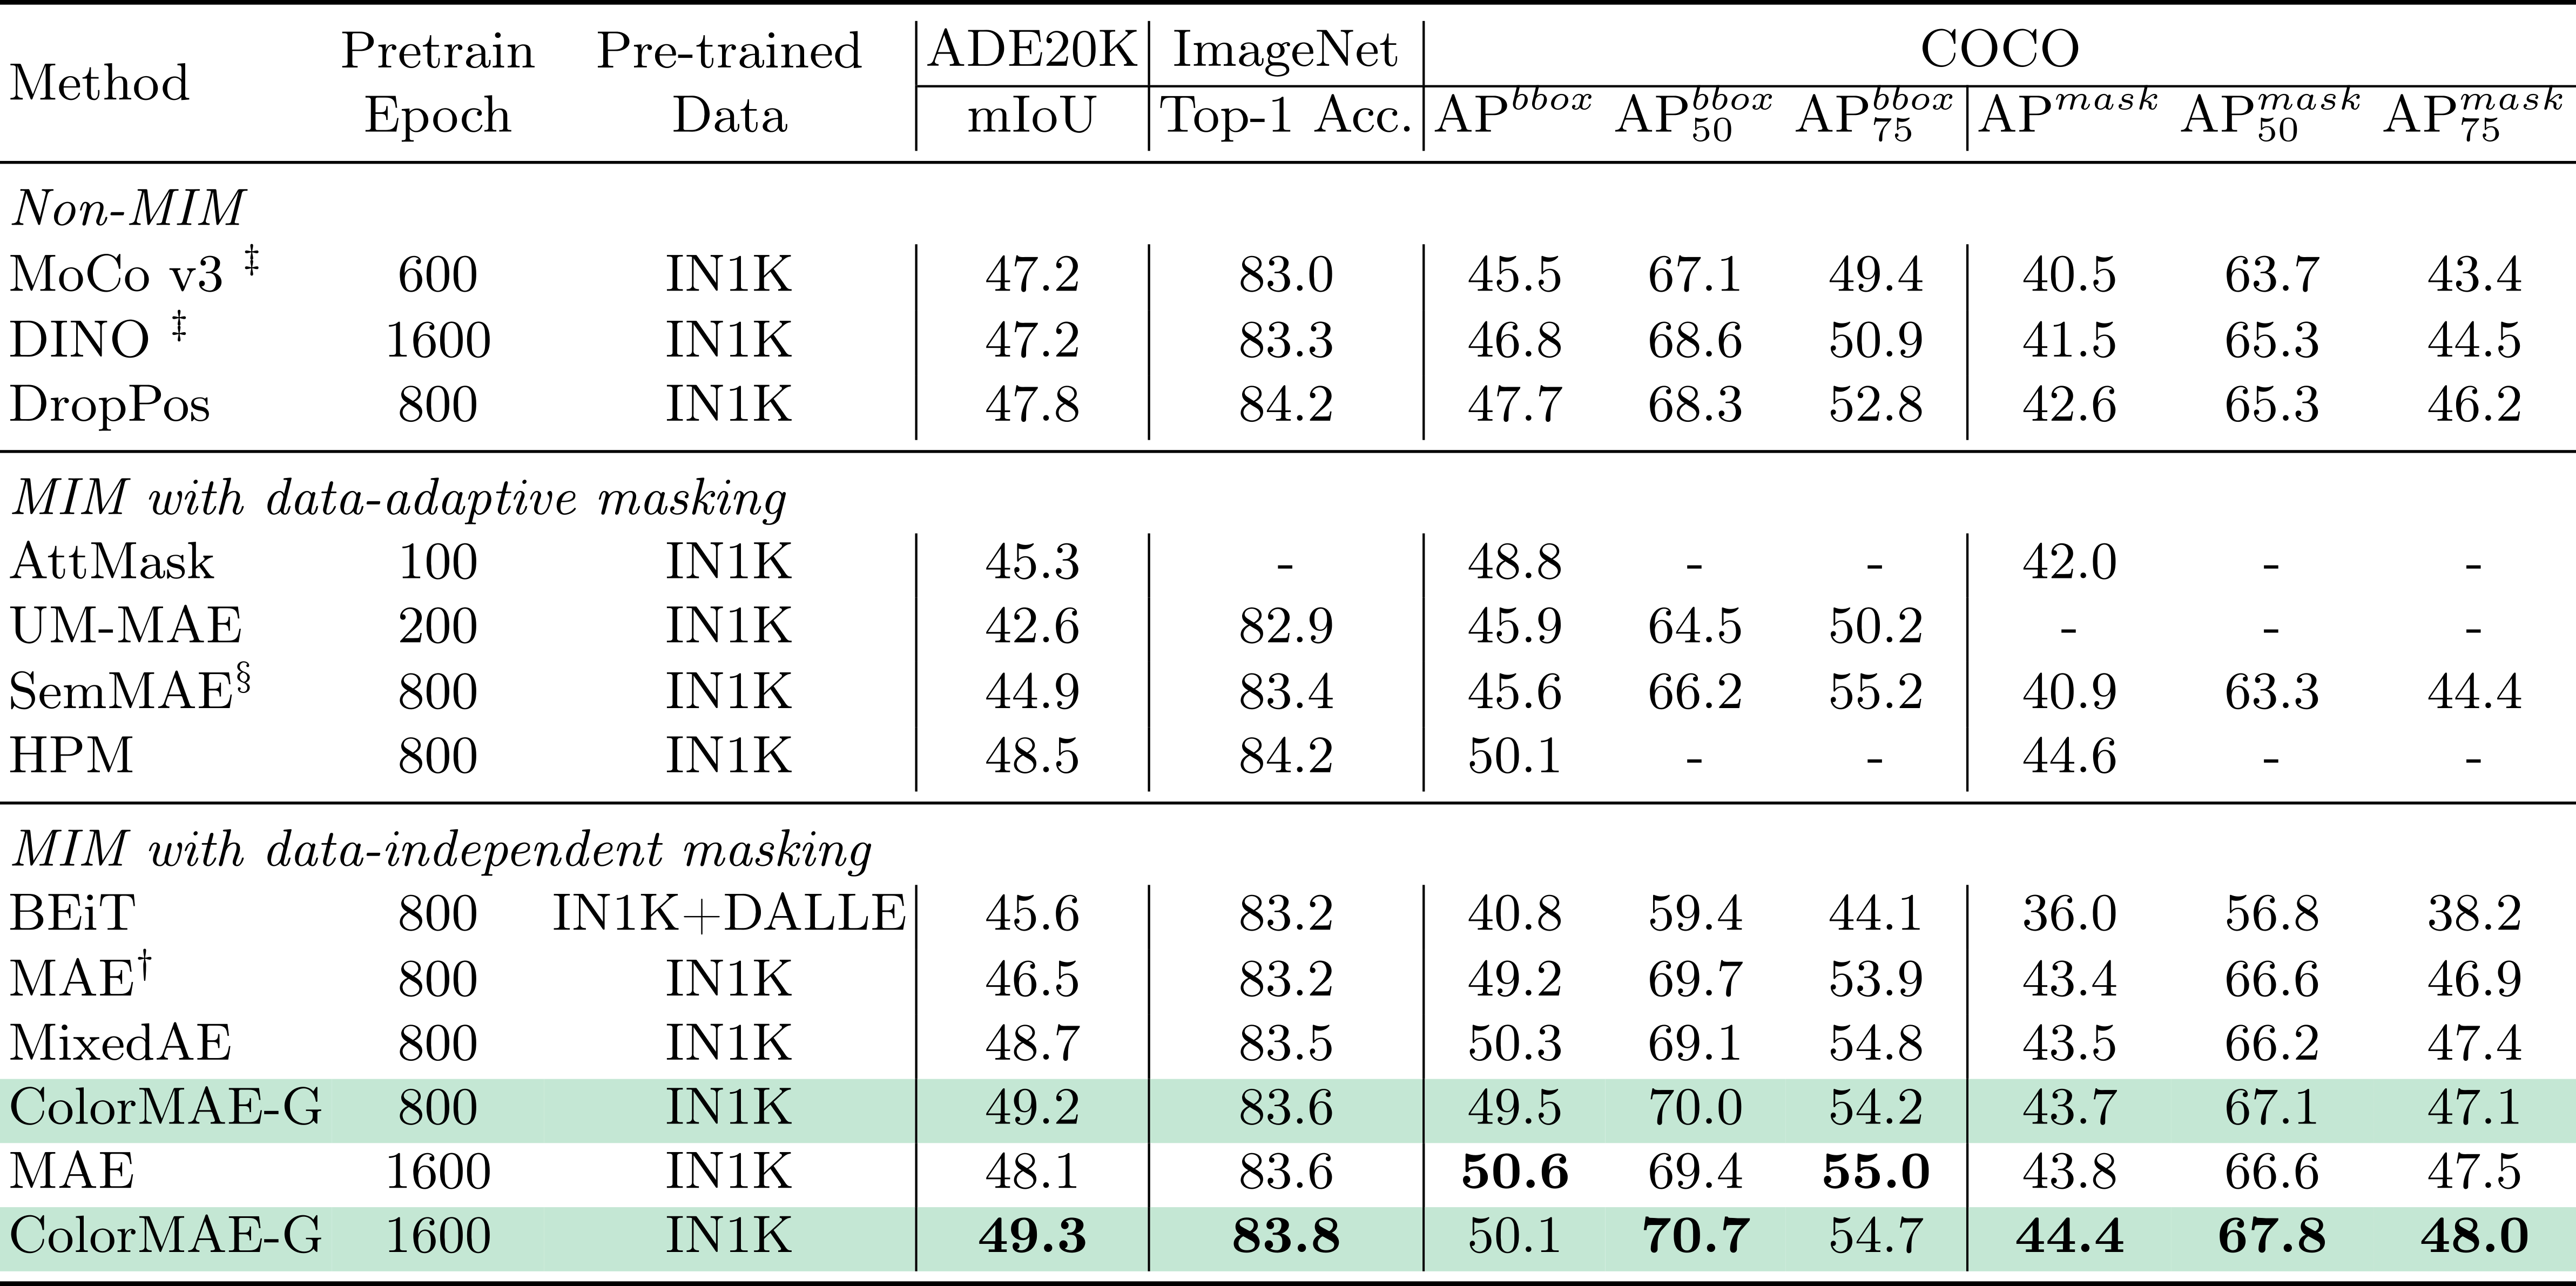 Method Pretrain Epoch Pre-trained Data ADE20K ImageNet COCO
mIoU Top-1 Acc. AP^bbox AP_50^bbox AP_75^bbox AP^mask AP_50^mask AP_75^mask
Non-MIM
MoCo v3 ‡ 600 IN1K 47.2 83.0 45.5 67.1 49.4 40.5 63.7 43.4
DINO ‡ 1600 IN1K 47.2 83.3 46.8 68.6 50.9 41.5 65.3 44.5
DropPos 800 IN1K 47.8 84.2 47.7 68.3 52.8 42.6 65.3 46.2
MIM with data-adaptive masking
AttMask 100 IN1K 45.3 - 48.8 - - 42.0 - -
UM-MAE 200 IN1K 42.6 82.9 45.9 64.5 50.2 - - -
SemMAE§ 800 IN1K 44.9 83.4 45.6 66.2 55.2 40.9 63.3 44.4
HPM 800 IN1K 48.5 84.2 50.1 - - 44.6 - -
MIM with data-independent masking
BEiT 800 IN1K+DALLE 45.6 83.2 40.8 59.4 44.1 36.0 56.8 38.2
MAE† 800 IN1K 46.5 83.2 49.2 69.7 53.9 43.4 66.6 46.9
MixedAE 800 IN1K 48.7 83.5 50.3 69.1 54.8 43.5 66.2 47.4
ColorMAE-G 800 IN1K 49.2 83.6 49.5 70.0 54.2 43.7 67.1 47.1
MAE 1600 IN1K 48.1 83.6 50.6 69.4 55.0 43.8 66.6 47.5
ColorMAE-G 1600 IN1K 49.3 83.8 50.1 70.7 54.7 44.4 67.8 48.0